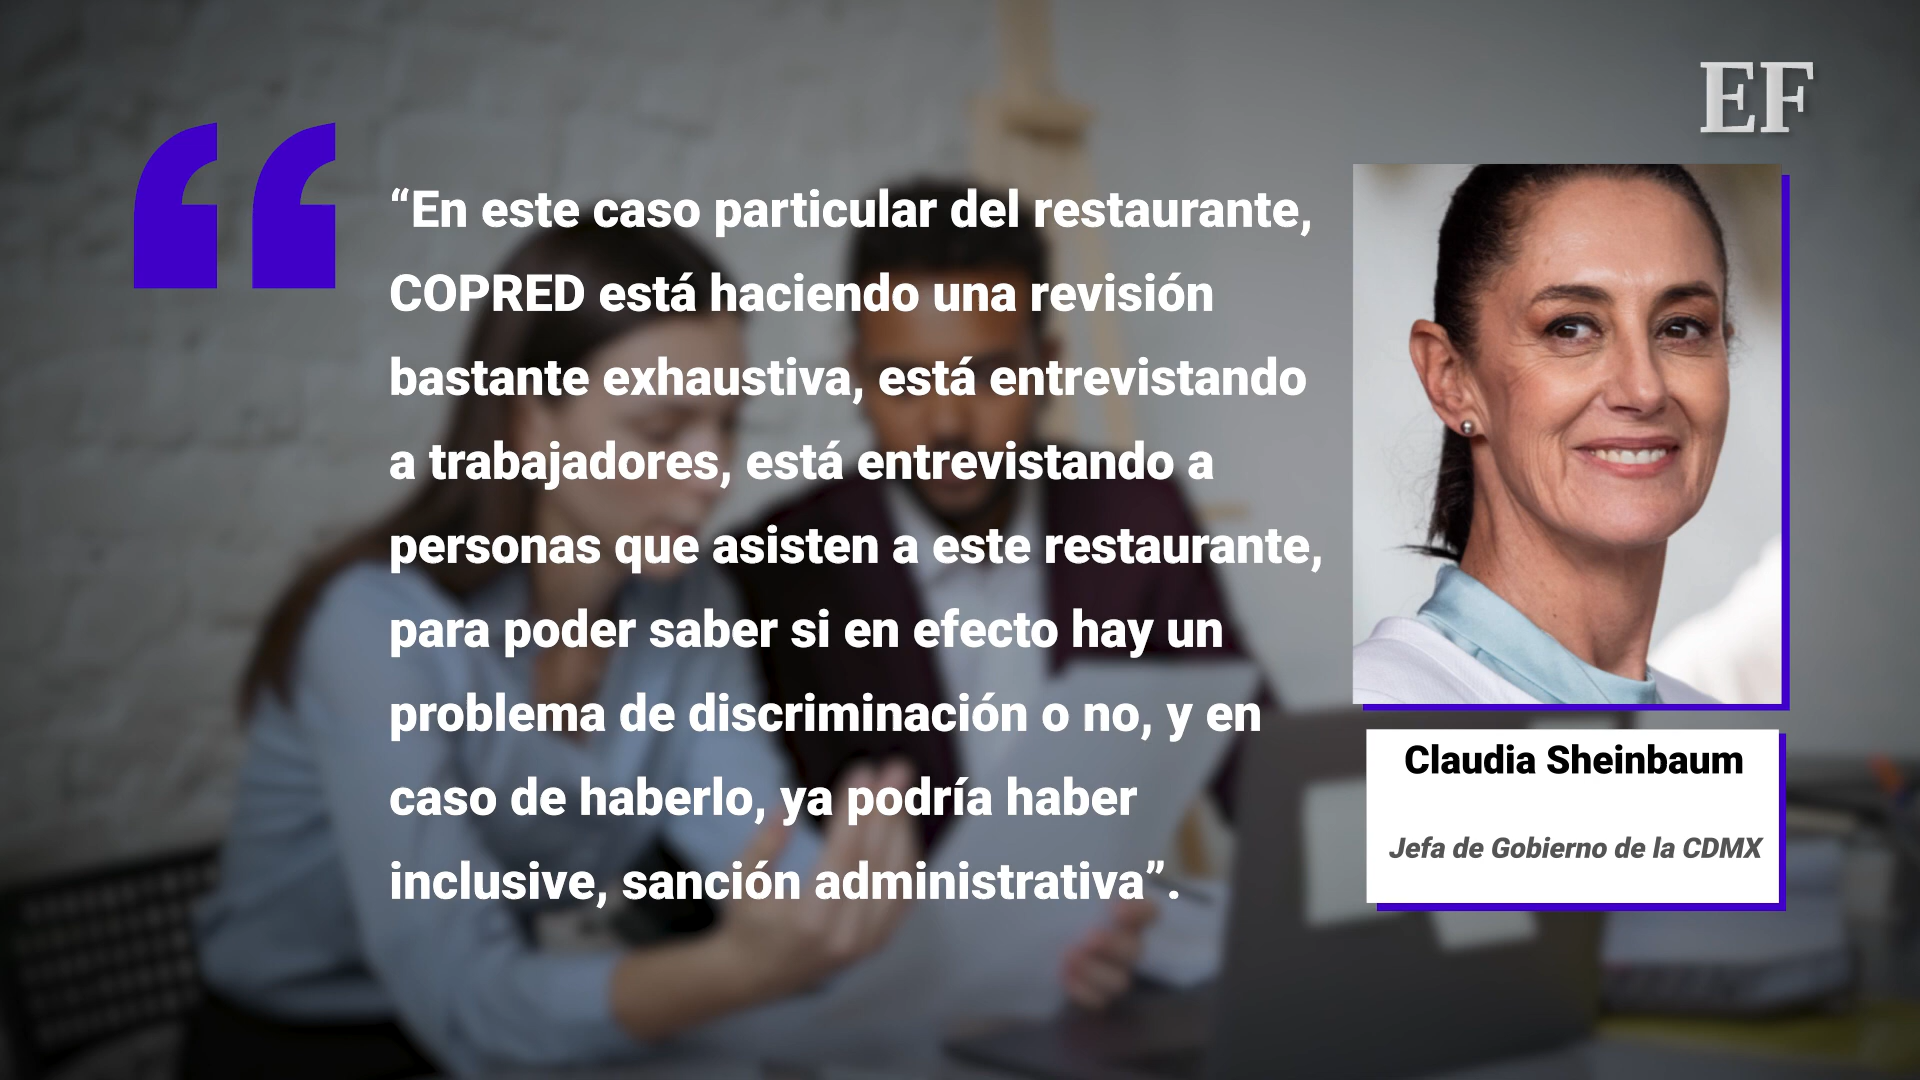 EF
“En este caso particular del restaurante,
COPRED está haciendo una revisión
bastante exhaustiva, está entrevistando
a trabajadores, está entrevistando a
personas que asisten a este restaurante,
para poder saber si en efecto hay un
problema de discriminación o no, y en
caso de haberlo, ya podría haber
inclusive, sanción administrativa”.
Claudia Sheinbaum
Jefa de Gobierno de la CDMX